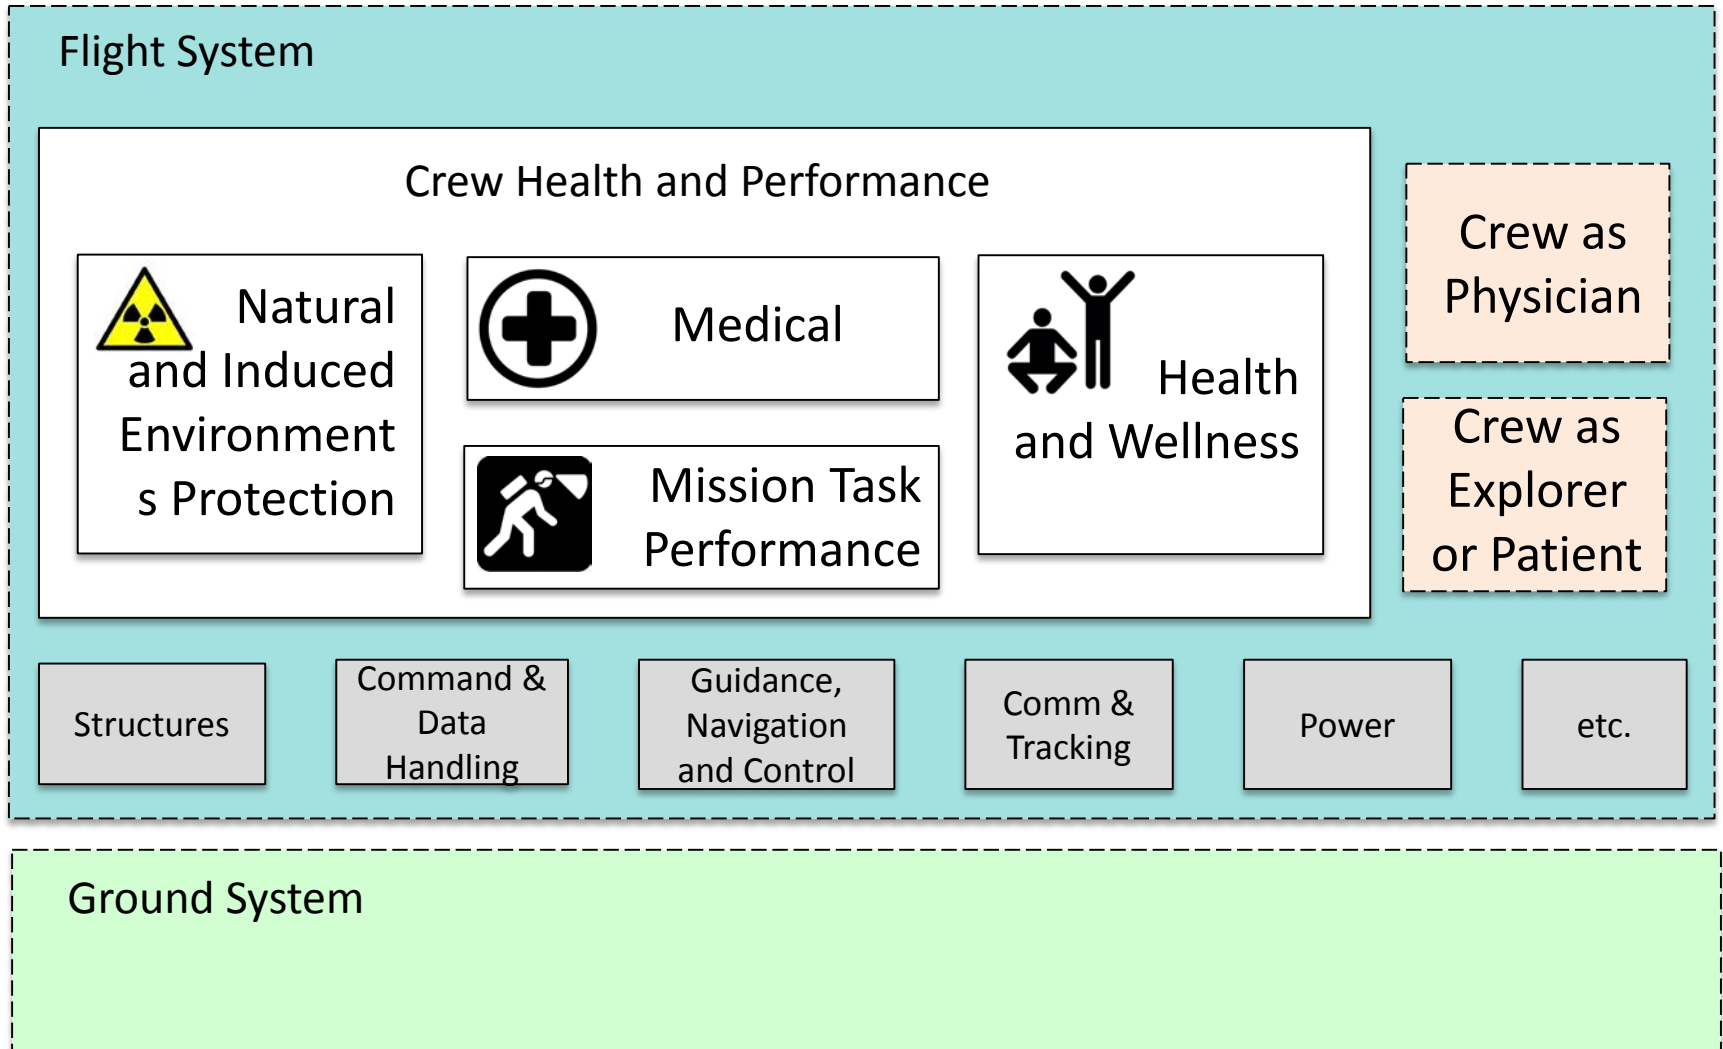 Flight System
Crew Health and Performance
Natural
and Induced
Environment
s Protection
Medical
Mission Task
Performance
Health
and Wellness
Crew as
Physician
Crew as
Explorer
or Patient
Structures
Command &
Data
Handling
Guidance,
Navigation
and Control
Comm &
Tracking
Power
etc.
Ground System